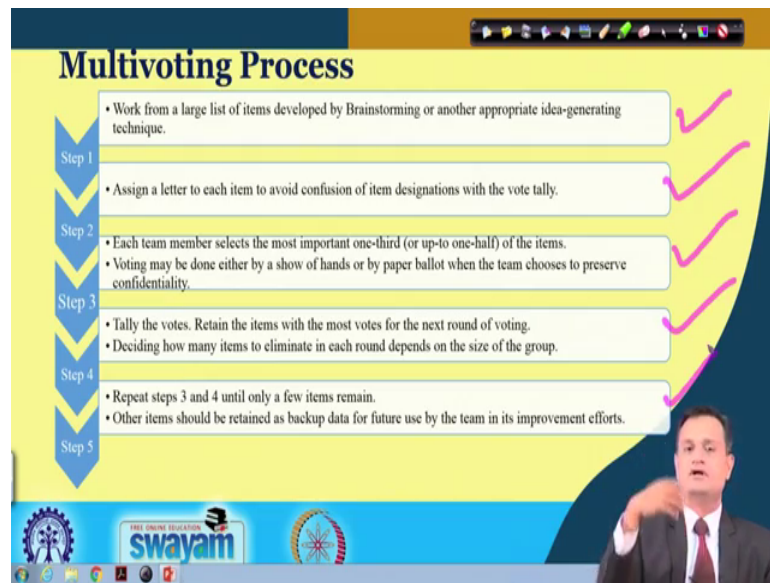 Multivoting Process
• Work from a large list of items developed by Brainstorming or another appropriate idea-generating
technique.
Step 1
• Assign a letter to each item to avoid confusion of item designations with the vote tally.
Step 2
• Each team member selects the most important one-third (or up-to one-half) of the items.
• Voting may be done either by a show of hands or by paper ballot when the team chooses to preserve
confidentiality.
Step 3
• Tally the votes. Retain the items with the most votes for the next round of voting.
• Deciding how many items to eliminate in each round depends on the size of the group.
Step 4
• Repeat steps 3 and 4 until only a few items remain.
• Other items should be retained as backup data for future use by the team in its improvement efforts.
Step 5
FREE ONLINE EDUCATION
swayam